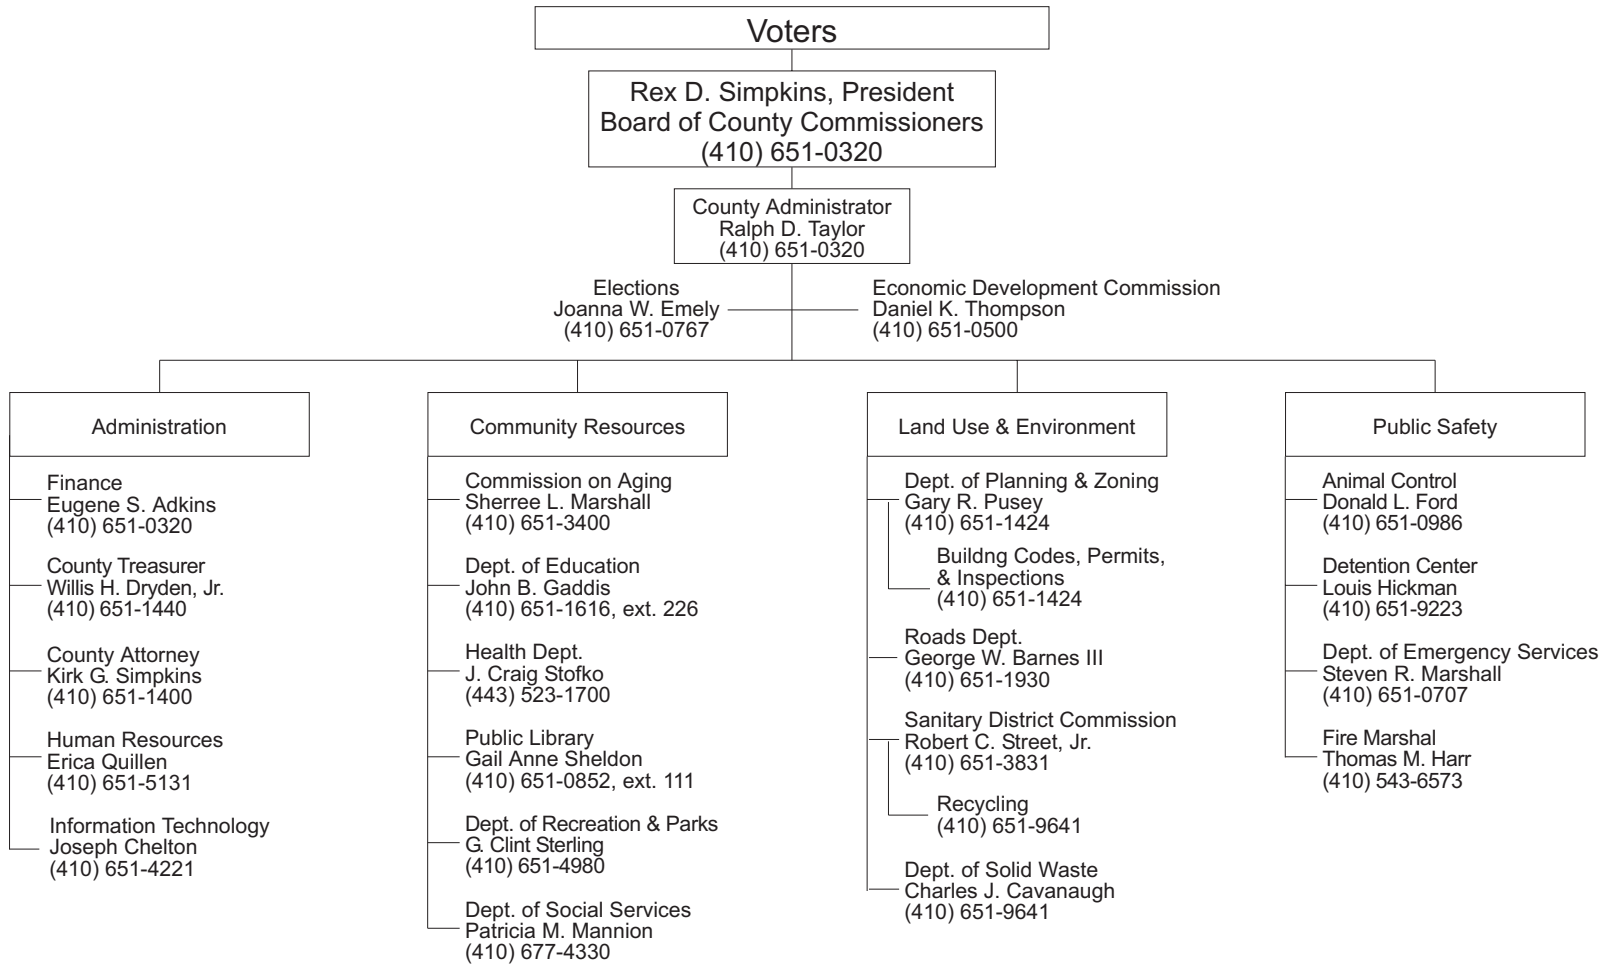 Voters
Rex D. Simpkins, President
Board of County Commissioners
(410) 651-0320
County Administrator
Ralph D. Taylor
(410) 651-0320
Elections
Joanna W. Emely
(410) 651-0767
Economic Development Commission
Daniel K. Thompson
(410) 651-0500
Administration
Finance
Eugene S. Adkins
(410) 651-0320
County Treasurer
Willis H. Dryden, Jr.
(410) 651-1440
County Attorney
Kirk G. Simpkins
(410) 651-1400
Human Resources
Erica Quillen
(410) 651-5131
Information Technology
Joseph Chelton
(410) 651-4221
Community Resources
Commission on Aging
Sherree L. Marshall
(410) 651-3400
Dept. of Education
John B. Gaddis
(410) 651-1616, ext. 226
Health Dept.
J. Craig Stofko
(443) 523-1700
Public Library
Gail Anne Sheldon
(410) 651-0852, ext. 111
Dept. of Recreation & Parks
G. Clint Sterling
(410) 651-4980
Dept. of Social Services
Patricia M. Mannion
(410) 677-4330
Land Use & Environment
Dept. of Planning & Zoning
Gary R. Pusey
(410) 651-1424
Buildng Codes, Permits,
& Inspections
(410) 651-1424
Roads Dept.
George W. Barnes III
(410) 651-1930
Sanitary District Commission
Robert C. Street, Jr.
(410) 651-3831
Recycling
(410) 651-9641
Dept. of Solid Waste
Charles J. Cavanaugh
(410) 651-9641
Public Safety
Animal Control
Donald L. Ford
(410) 651-0986
Detention Center
Louis Hickman
(410) 651-9223
Dept. of Emergency Services
Steven R. Marshall
(410) 651-0707
Fire Marshal
Thomas M. Harr
(410) 543-6573